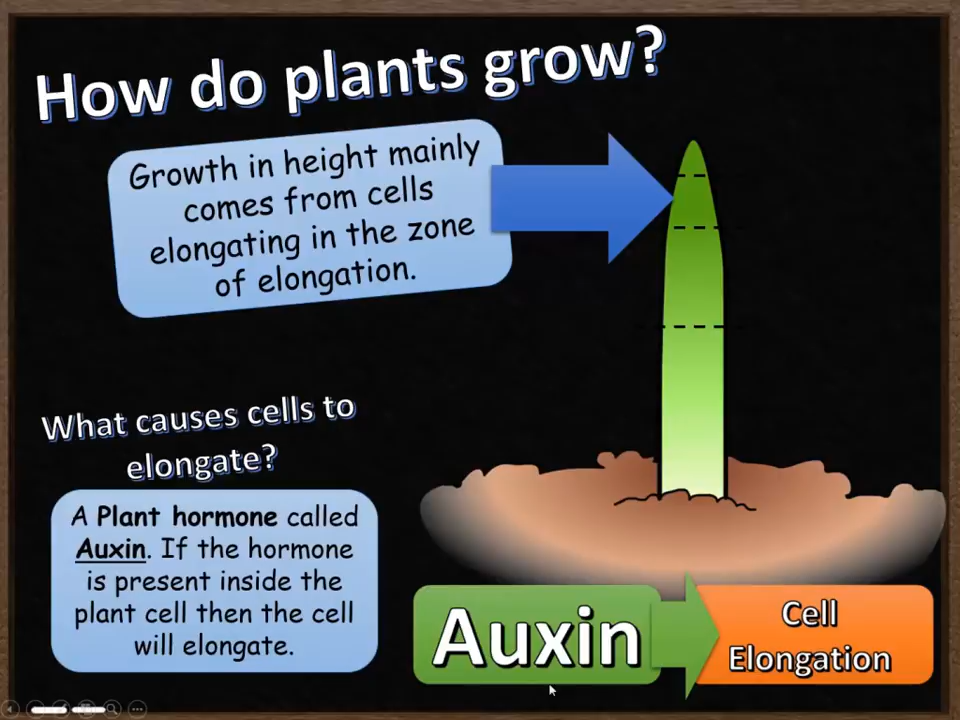 How do plants grow?
Growth in height mainly
comes from cells
elongating in the zone
of elongation.
What causes cells to
elongate?
A Plant hormone called
Auxin. If the hormone
is present inside the
plant cell then the cell
will elongate.
Auxin
Cell
Elongation